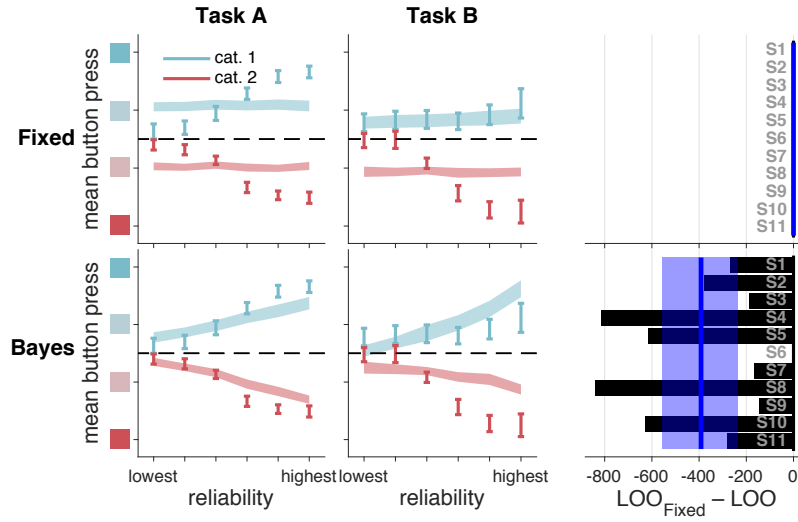 Task A
Task B
cat. 1
cat. 2
mean button press
Fixed
S1
S2
S3
S4
S5
S6
S7
S8
S9
S10
S11
mean button press
Bayes
S1
S2
S3
S4
S5
S6
S7
S8
S9
S10
S11
lowest highest
lowest highest
-800 -600 -400 -200 0
reliability
reliability
LOO_Fixed – LOO